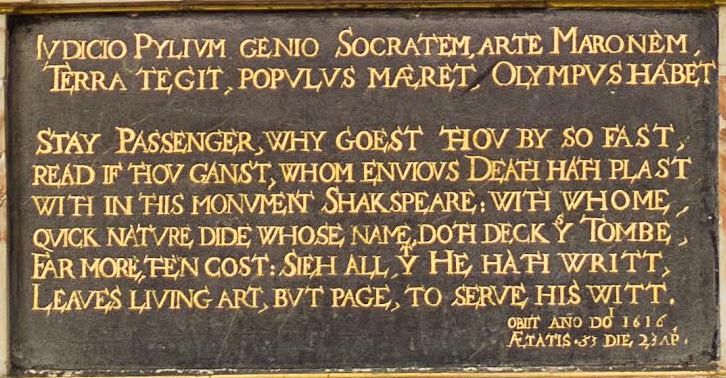 IVDICIO PYLIVM GENIO SOCRATEM, ARTE MARONEM,
TERRA TEGIT, POPVLVS MÆRET, OLYMPVS HABET
STAY PASSENGER, WHY GOEST THOV BY SO FAST,
READ IF THOV CANST, WHOM ENVIOVS DEATH HATH PLAST
WITH IN THIS MONVMENT SHAKSPEARE: WITH WHOME,
QVICK NATVRE DIDE WHOSE NAME, DOTH DECK Yˢ TOMBE,
FAR MORE, THEN COST: SIEH ALL, Yᵗ HE HATH WRITT,
LEAVES LIVING ART, BVT PAGE, TO SERVE HIS WITT.
OBIIT AÑO DOⁱ 1616,
ÆTATIS·53 DIE, 23 AP.